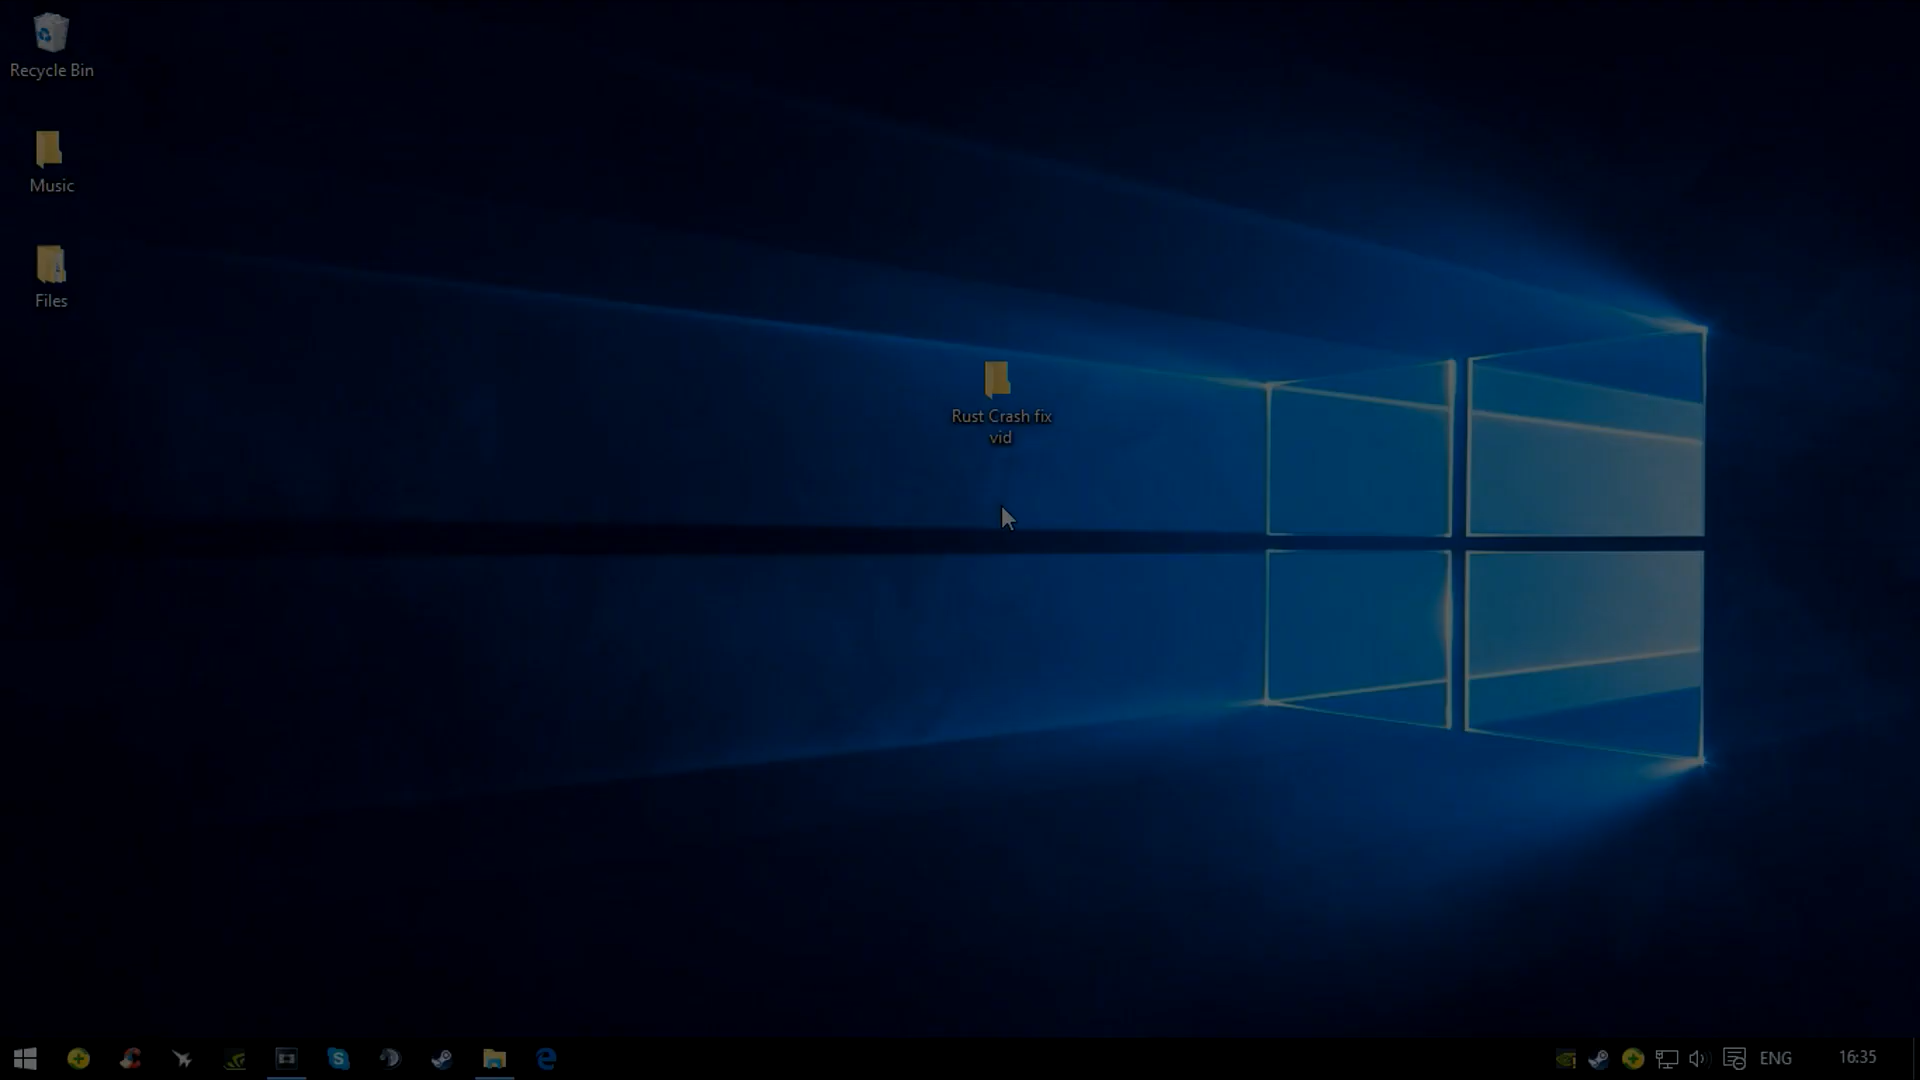 Recycle Bin
Music
Files
Rust Crash fix
vid
ENG
16:35